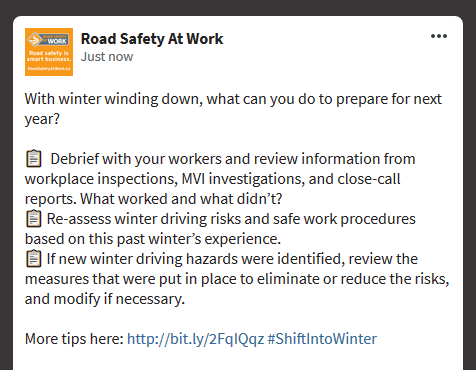 ROAD SAFETY
WORK
Road safety is
smart business.
RoadSafetyAtWork.ca
Road Safety At Work
Just now
With winter winding down, what can you do to prepare for next
year?
Debrief with your workers and review information from
workplace inspections, MVI investigations, and close-call
reports. What worked and what didn’t?
Re-assess winter driving risks and safe work procedures
based on this past winter’s experience.
If new winter driving hazards were identified, review the
measures that were put in place to eliminate or reduce the risks,
and modify if necessary.
More tips here: http://bit.ly/2FqIQqz #ShiftIntoWinter